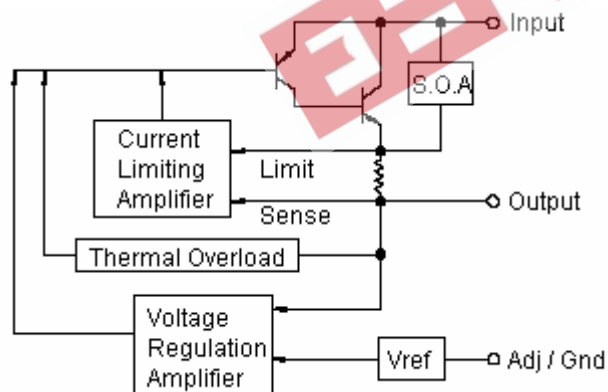 Input
S.O.A
Current
Limiting
Amplifier
Limit
Sense
Output
Thermal Overload
Voltage
Regulation
Amplifier
Vref
Adj / Gnd